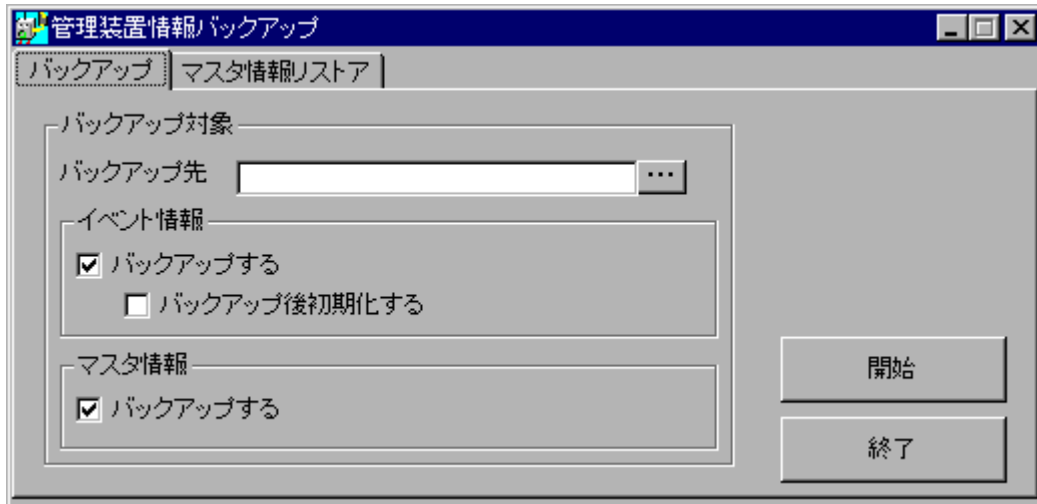 管理装置情報バックアップ
バックアップ マスタ情報リストア
バックアップ対象
バックアップ先 ...
イベント情報
バックアップする
バックアップ後初期化する
マスタ情報
バックアップする
開始
終了